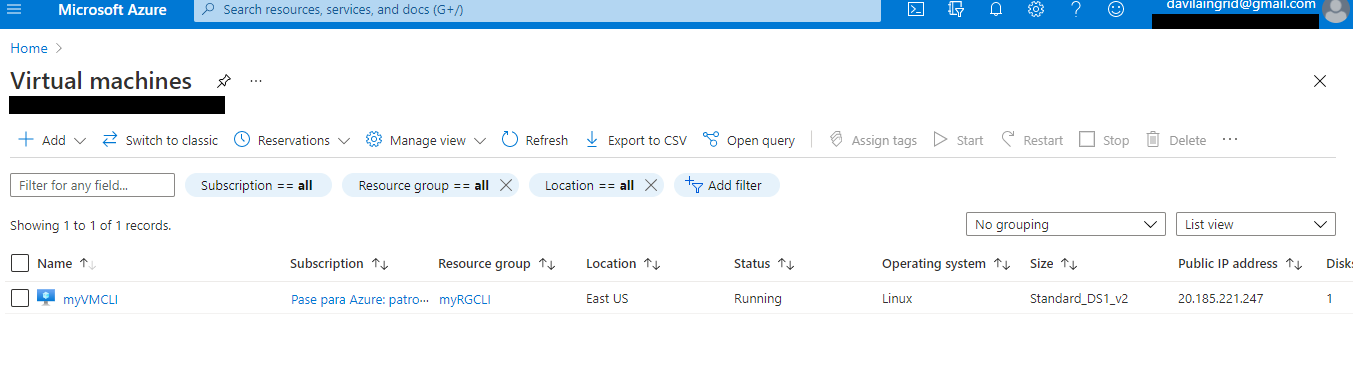 Microsoft Azure Search resources, services, and docs (G+/) davilaingrid@gmail.com
Home >
Virtual machines ...
Add Switch to classic Reservations Manage view Refresh Export to CSV Open query Assign tags Start Restart Stop Delete ...
Filter for any field... Subscription == all Resource group == all Location == all Add filter
Showing 1 to 1 of 1 records. No grouping List view
Name Subscription Resource group Location Status Operating system Size Public IP address Disks
myVMCLI Pase para Azure: patro... myRGCLI East US Running Linux Standard_DS1_v2 20.185.221.247 1